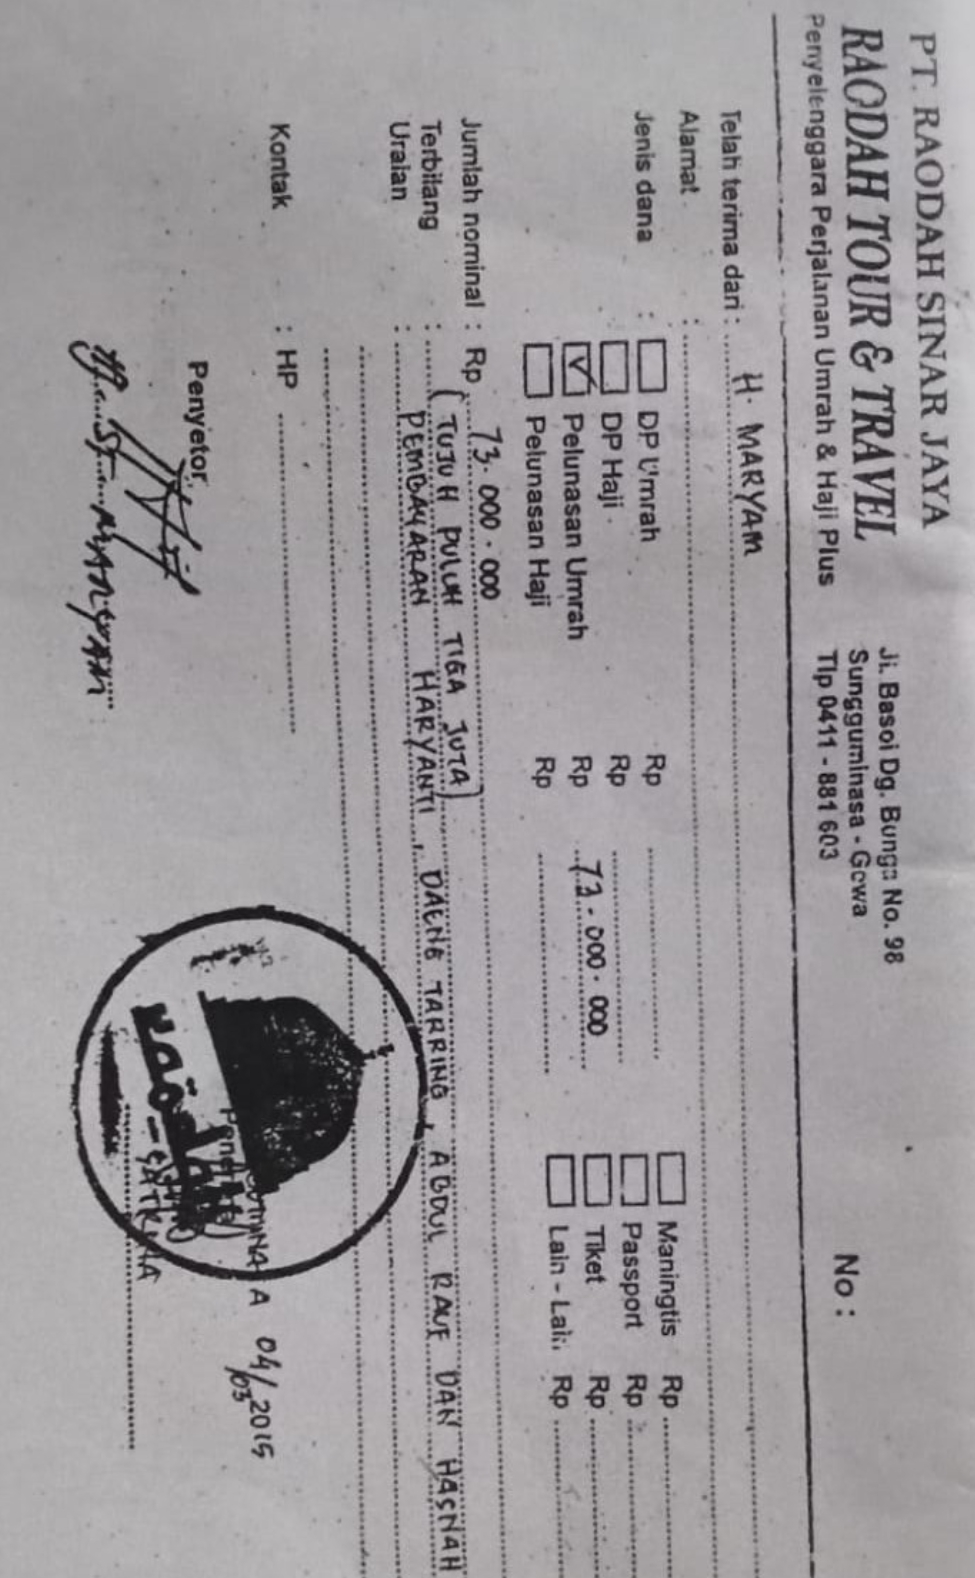 PT. RAODAH SINAR JAYA
RAODAH TOUR & TRAVEL
Penyelenggara Perjalanan Umrah & Haji Plus
Jl. Basoi Dg. Bunga No. 98
Sungguminasa - Gowa
Tlp 0411 - 881 603
No :
Telah terima dari : H. MARYAM
Alamat :
Jenis dana : DP Umrah Rp Maningtis Rp
DP Haji Rp Passport Rp
Pelunasan Umrah Rp 73.000.000 Tiket Rp
Pelunasan Haji Rp Lain - Lain Rp
Jumlah nominal : Rp 73.000.000
Terbilang : (TUJUH PULUH TIGA JUTA)
Uraian : PEMBAYARAN HARYANTI, DAENG TARRING, ABDUL RAUF DAN HASNAH
Kontak : HP
04/03 2015
Penyetor
MARYAM